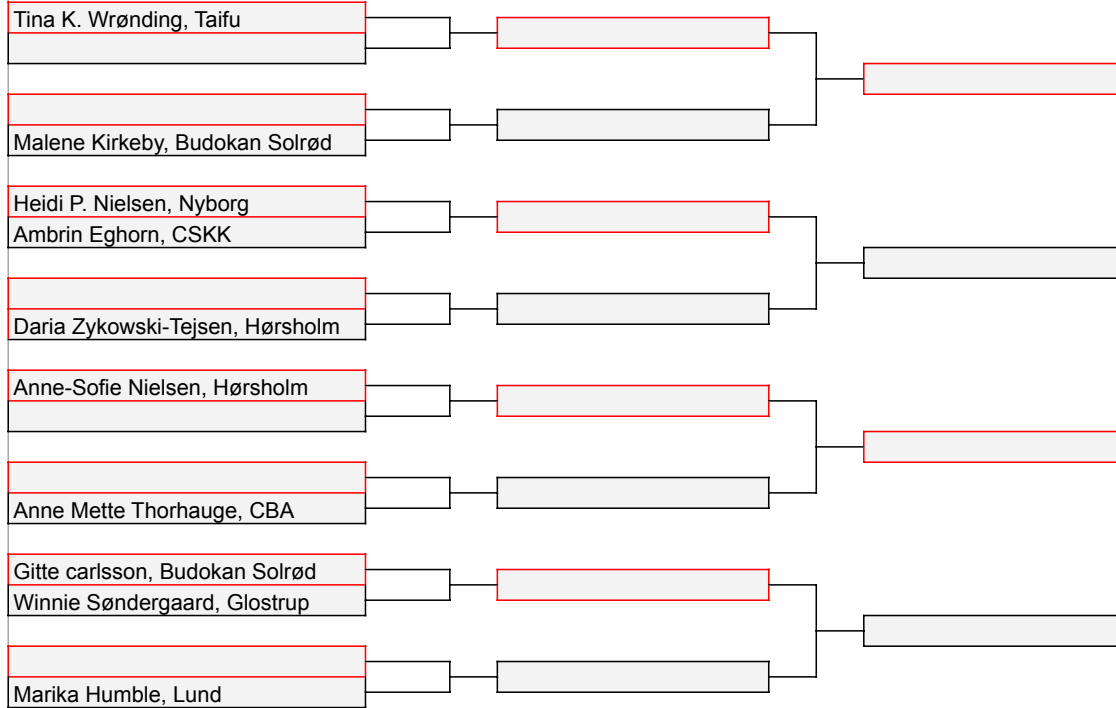 Tina K. Wrønding, Taifu
Malene Kirkeby, Budokan Solrød
Heidi P. Nielsen, Nyborg
Ambrin Eghorn, CSKK
Daria Zykowski-Tejsen, Hørsholm
Anne-Sofie Nielsen, Hørsholm
Anne Mette Thorhauge, CBA
Gitte carlsson, Budokan Solrød
Winnie Søndergaard, Glostrup
Marika Humble, Lund